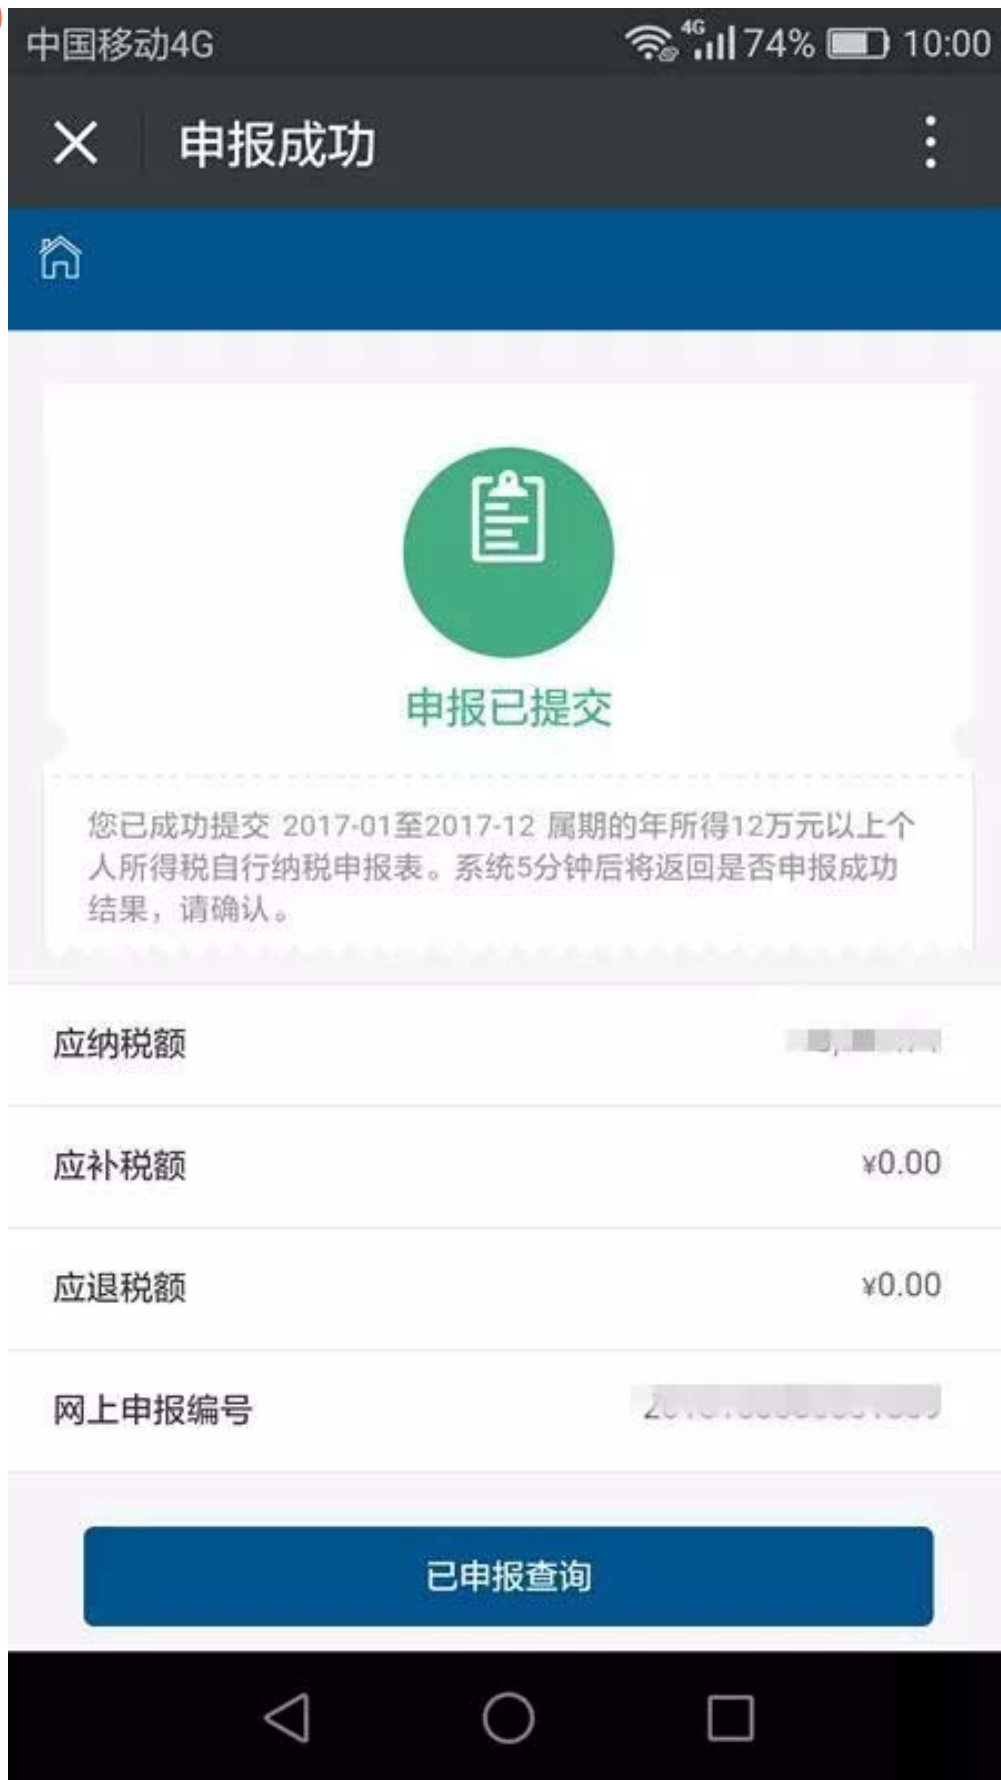 中国移动4G 4G 74% 10:00
申报成功
申报已提交
您已成功提交 2017-01至2017-12 属期的年所得12万元以上个
人所得税自行纳税申报表。系统5分钟后将返回是否申报成功
结果，请确认。
应纳税额
应补税额 ¥0.00
应退税额 ¥0.00
网上申报编号
已申报查询